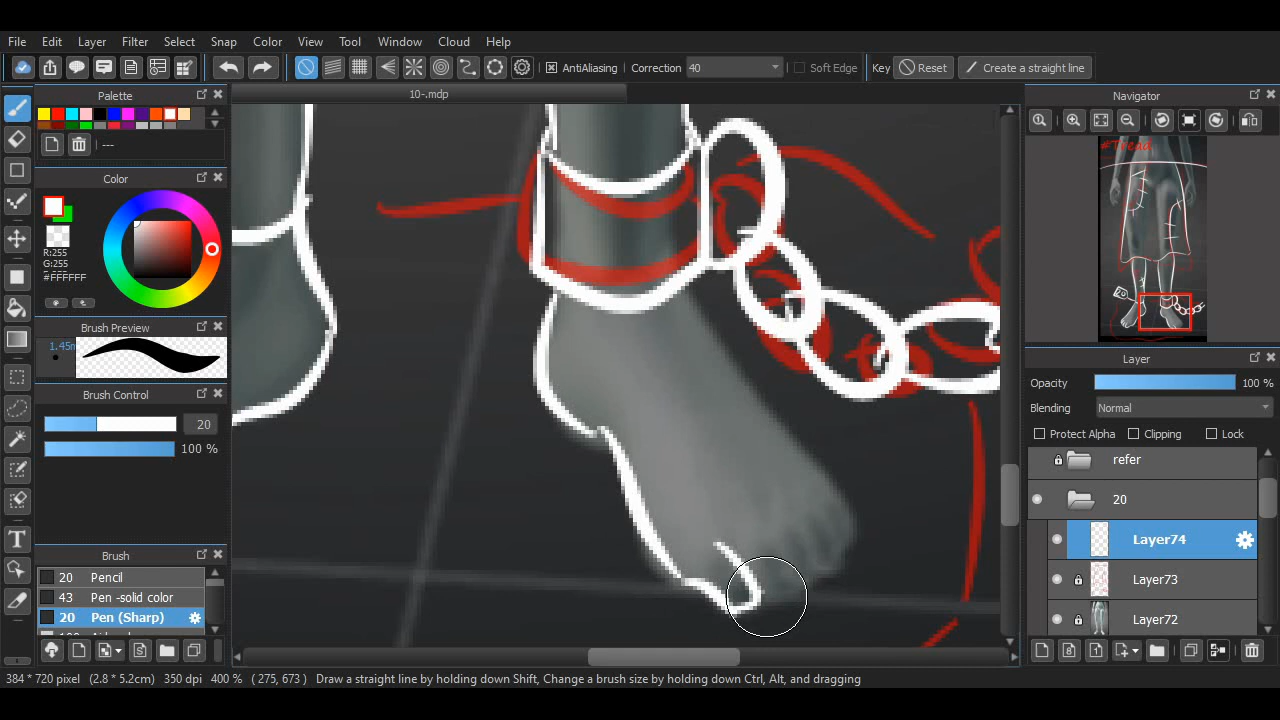 File Edit Layer Filter Select Snap Color View Tool Window Cloud Help
AntiAliasing Correction 40 Soft Edge Key Reset Create a straight line
Palette
10-.mdp
Navigator
---
#Tread
Color
R:255
G:255
#FFFFFF
Brush Preview
1.45
Brush Control
20
100 %
Layer
Opacity 100 %
Blending Normal
Protect Alpha Clipping Lock
refer
20
Layer74
Layer73
Layer72
Brush
20 Pencil
43 Pen -solid color
20 Pen (Sharp)
384 * 720 pixel (2.8 * 5.2cm) 350 dpi 400 % ( 275, 673 ) Draw a straight line by holding down Shift, Change a brush size by holding down Ctrl, Alt, and dragging